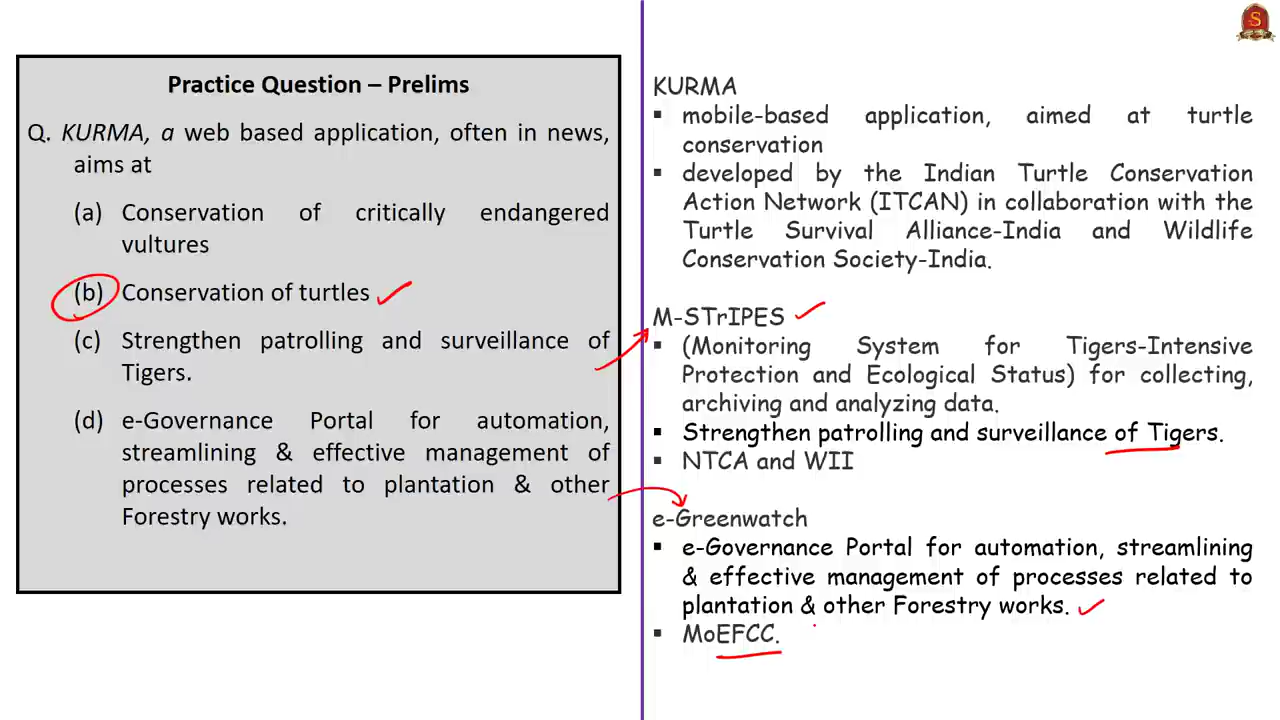 Practice Question – Prelims
Q. KURMA, a web based application, often in news,
aims at
(a) Conservation of critically endangered
vultures
(b) Conservation of turtles
(c) Strengthen patrolling and surveillance of
Tigers.
(d) e-Governance Portal for automation,
streamlining & effective management of
processes related to plantation & other
Forestry works.
KURMA
▪ mobile-based application, aimed at turtle
conservation
▪ developed by the Indian Turtle Conservation
Action Network (ITCAN) in collaboration with the
Turtle Survival Alliance-India and Wildlife
Conservation Society-India.
M-STrIPES
▪ (Monitoring System for Tigers-Intensive
Protection and Ecological Status) for collecting,
archiving and analyzing data.
▪ Strengthen patrolling and surveillance of Tigers.
▪ NTCA and WII
e-Greenwatch
▪ e-Governance Portal for automation, streamlining
& effective management of processes related to
plantation & other Forestry works.
▪ MoEFCC.